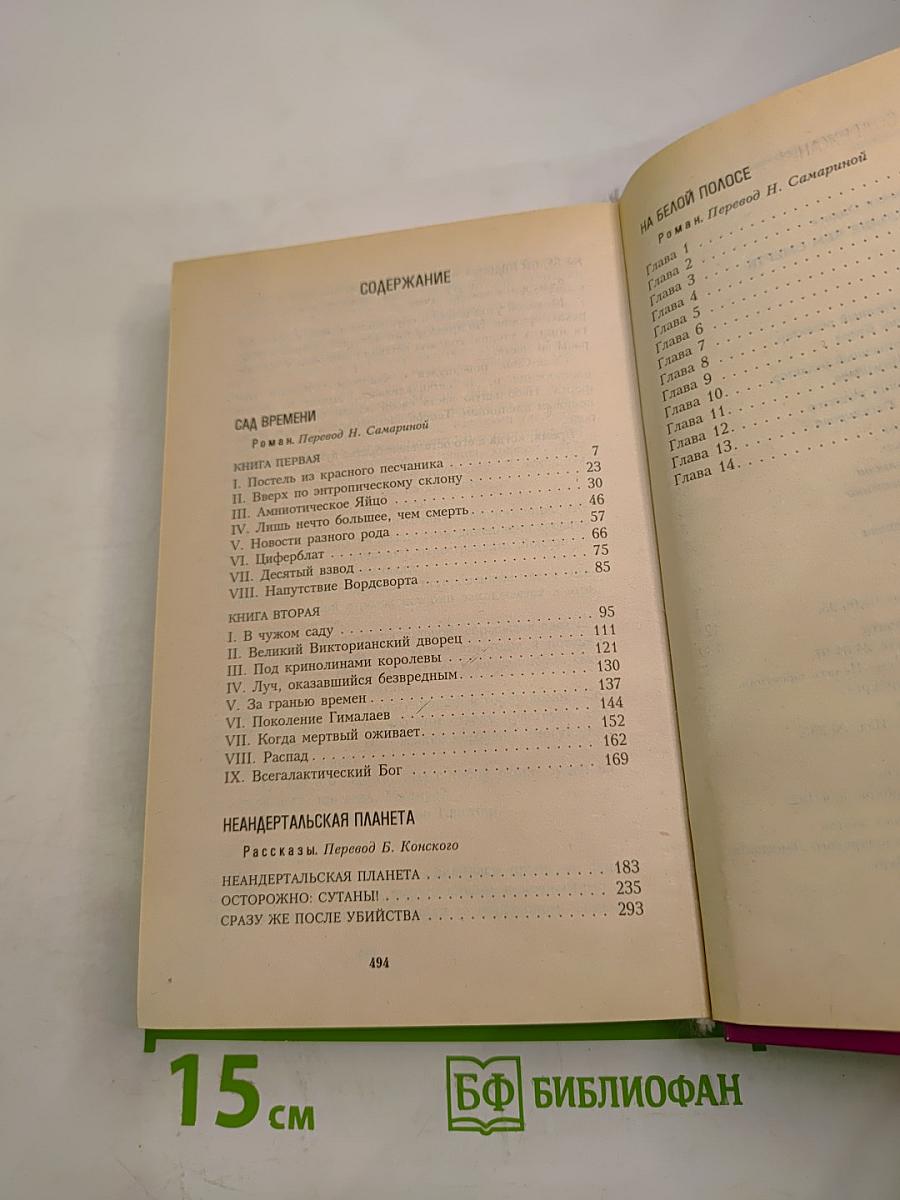 СОДЕРЖАНИЕ
САД ВРЕМЕНИ
Роман. Перевод Н. Самариной
КНИГА ПЕРВАЯ
I. Постель из красного песчаника . . . . . . . . . . . . 7
II. Вверх по энтропическому склону . . . . . . . . . . 23
III. Амниотическое Яйцо . . . . . . . . . . . . . . . . 30
IV. Лишь нечто большее, чем смерть . . . . . . . . . . 46
V. Новости разного рода . . . . . . . . . . . . . . . . 57
VI. Циферблат . . . . . . . . . . . . . . . . . . . . . 66
VII. Десятый взвод . . . . . . . . . . . . . . . . . . . 75
VIII. Напутствие Вордсворта . . . . . . . . . . . . . . 85
КНИГА ВТОРАЯ
I. В чужом саду . . . . . . . . . . . . . . . . . . . . 95
II. Великий Викторианский дворец . . . . . . . . . . . 111
III. Под кринолинами королевы . . . . . . . . . . . . . 121
IV. Луч, оказавшийся безвредным . . . . . . . . . . . . 130
V. За гранью времен . . . . . . . . . . . . . . . . . . 137
VI. Поколение Гималаев . . . . . . . . . . . . . . . . 144
VII. Когда мертвый оживает . . . . . . . . . . . . . . . 152
VIII. Распад . . . . . . . . . . . . . . . . . . . . . . 162
IX. Всегалактический Бог . . . . . . . . . . . . . . . 169
НЕАНДЕРТАЛЬСКАЯ ПЛАНЕТА
Рассказы. Перевод Б. Конского
НЕАНДЕРТАЛЬСКАЯ ПЛАНЕТА . . . . . . . . . . . . . . . 183
ОСТОРОЖНО: СУТАНЫ! . . . . . . . . . . . . . . . . . . 235
СРАЗУ ЖЕ ПОСЛЕ УБИЙСТВА . . . . . . . . . . . . . . . 293
494
НА БЕЛОЙ ПОЛОСЕ
Роман. Перевод Н. Самариной
Глава 1 . . . . . . . . . .
Глава 2 . . . . . . . . . .
Глава 3 . . . . . . . . . .
Глава 4 . . . . . . . . . .
Глава 5 . . . . . . . . . .
Глава 6 . . . . . . . . . .
Глава 7 . . . . . . . . . .
Глава 8 . . . . . . . . . .
Глава 9 . . . . . . . . . .
Глава 10 . . . . . . . . . .
Глава 11 . . . . . . . . . .
Глава 12 . . . . . . . . . .
Глава 13 . . . . . . . . . .
Глава 14 . . . . . . . . . .
15 см
БФ БИБЛИОФАН